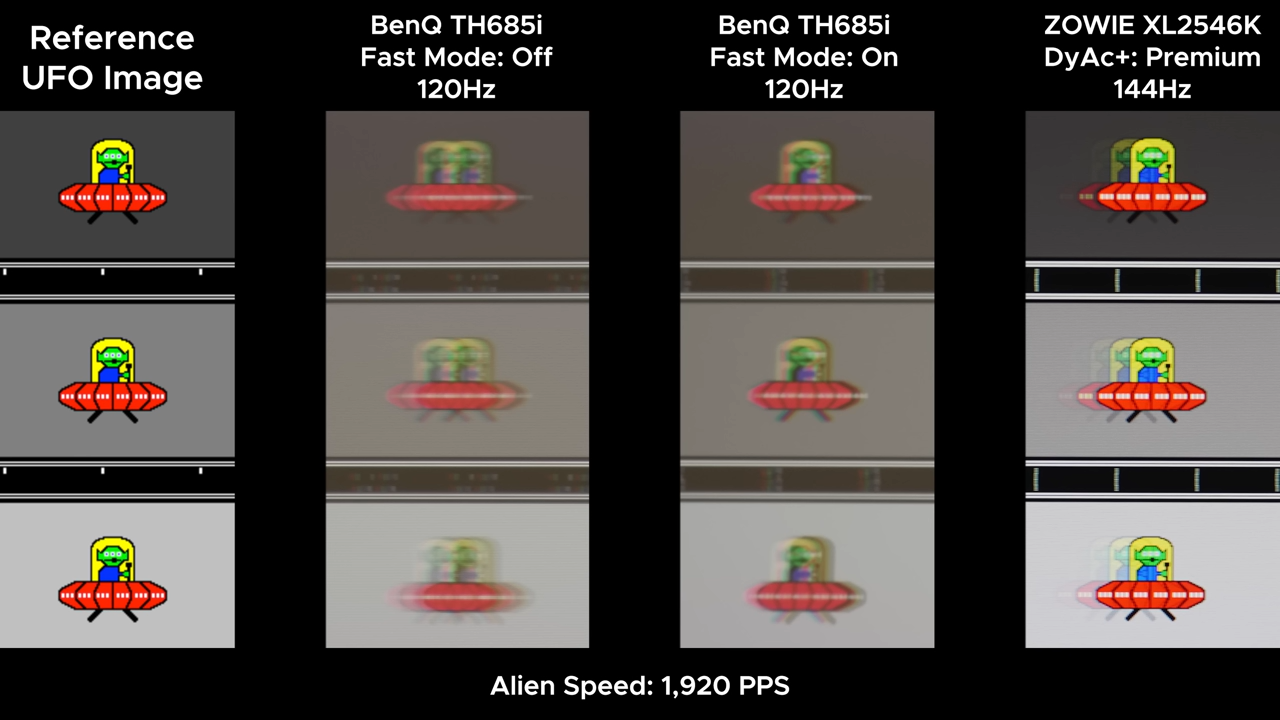 Reference
UFO Image
BenQ TH685i
Fast Mode: Off
120Hz
BenQ TH685i
Fast Mode: On
120Hz
ZOWIE XL2546K
DyAc+: Premium
144Hz
Alien Speed: 1,920 PPS